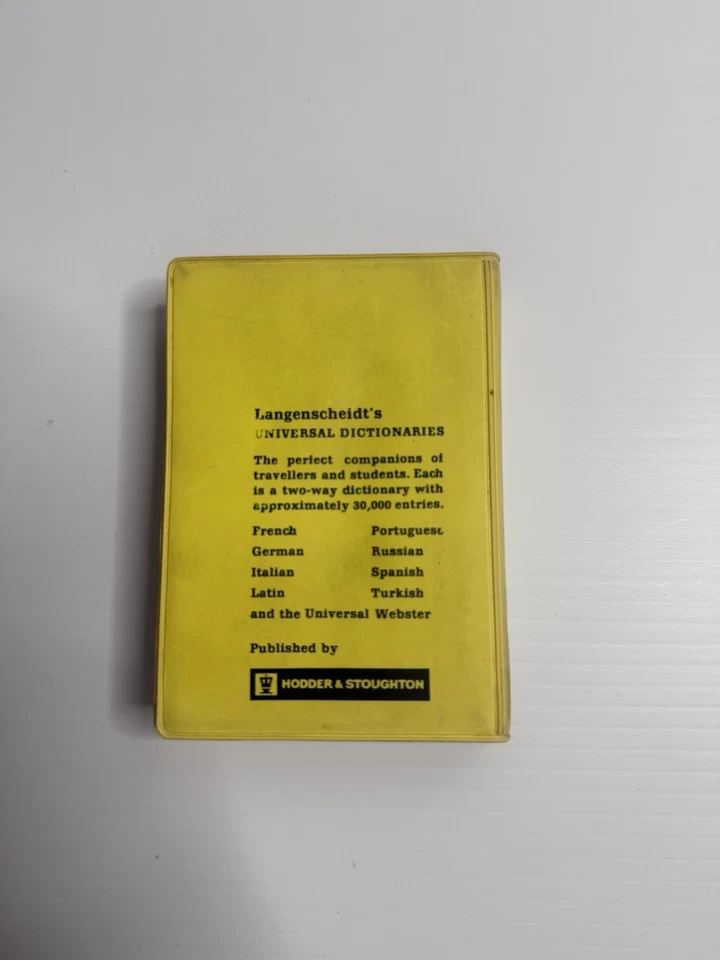 Langenscheidt's
UNIVERSAL DICTIONARIES
The perfect companions of
travellers and students. Each
is a two-way dictionary with
approximately 30,000 entries.
French Portuguese
German Russian
Italian Spanish
Latin Turkish
and the Universal Webster
Published by
HODDER & STOUGHTON